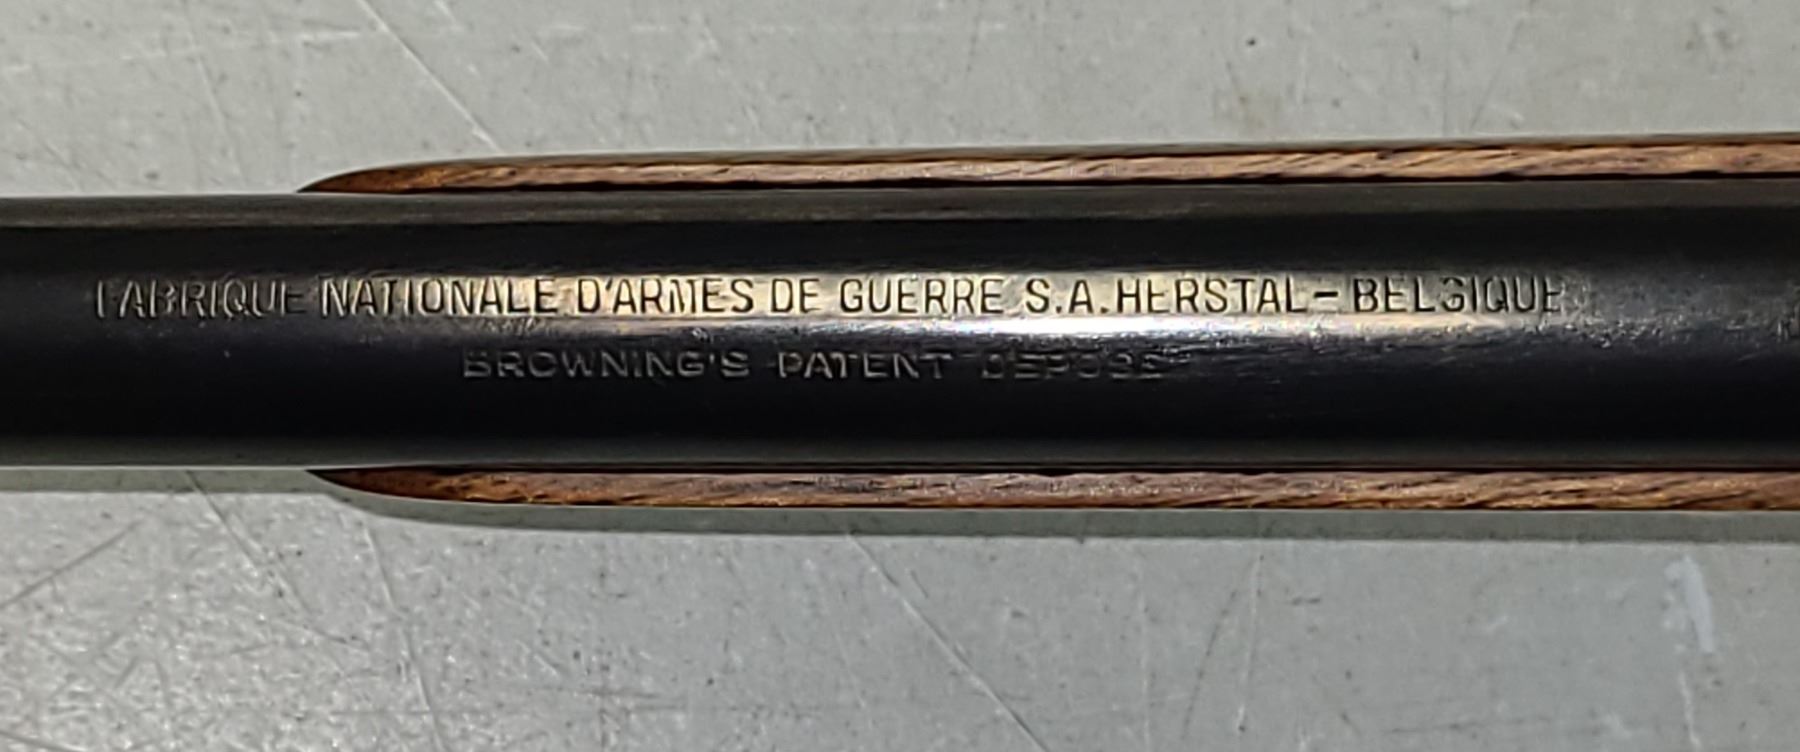 FABRIQUE NATIONALE D'ARMES DE GUERRE S.A. HERSTAL - BELGIQUE
BROWNING'S PATENT DEPOSE